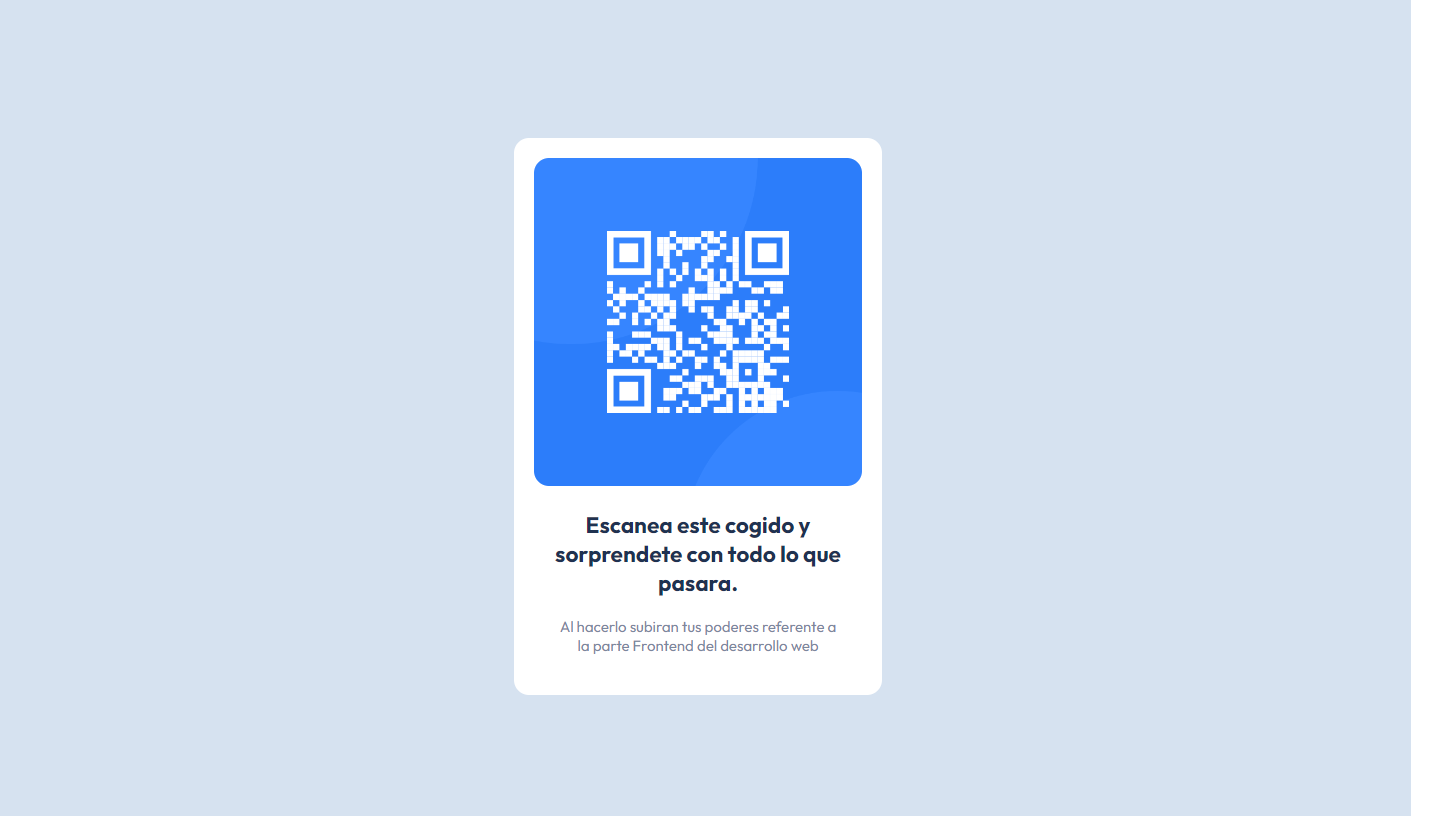 Escanea este cogido y
sorprendete con todo lo que
pasara.
Al hacerlo subiran tus poderes referente a
la parte Frontend del desarrollo web